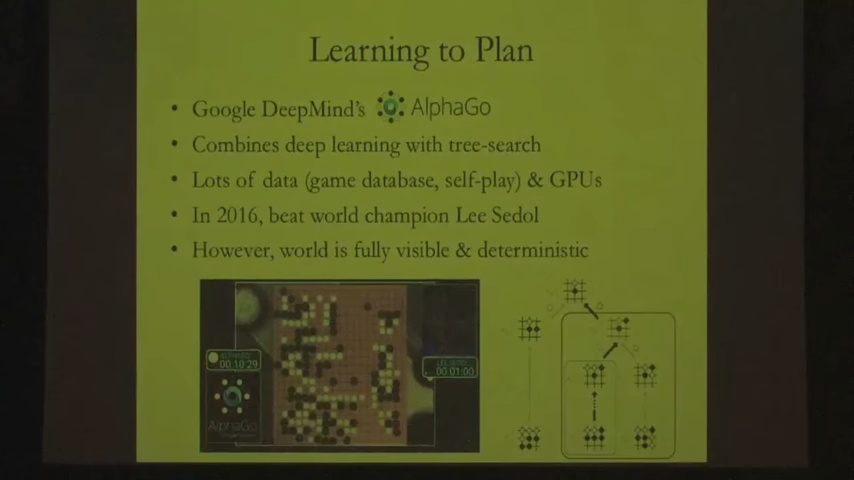 Learning to Plan
• Google DeepMind's AlphaGo
• Combines deep learning with tree-search
• Lots of data (game database, self-play) & GPUs
• In 2016, beat world champion Lee Sedol
• However, world is fully visible & deterministic
00:10:29
00:01:00
AlphaGo